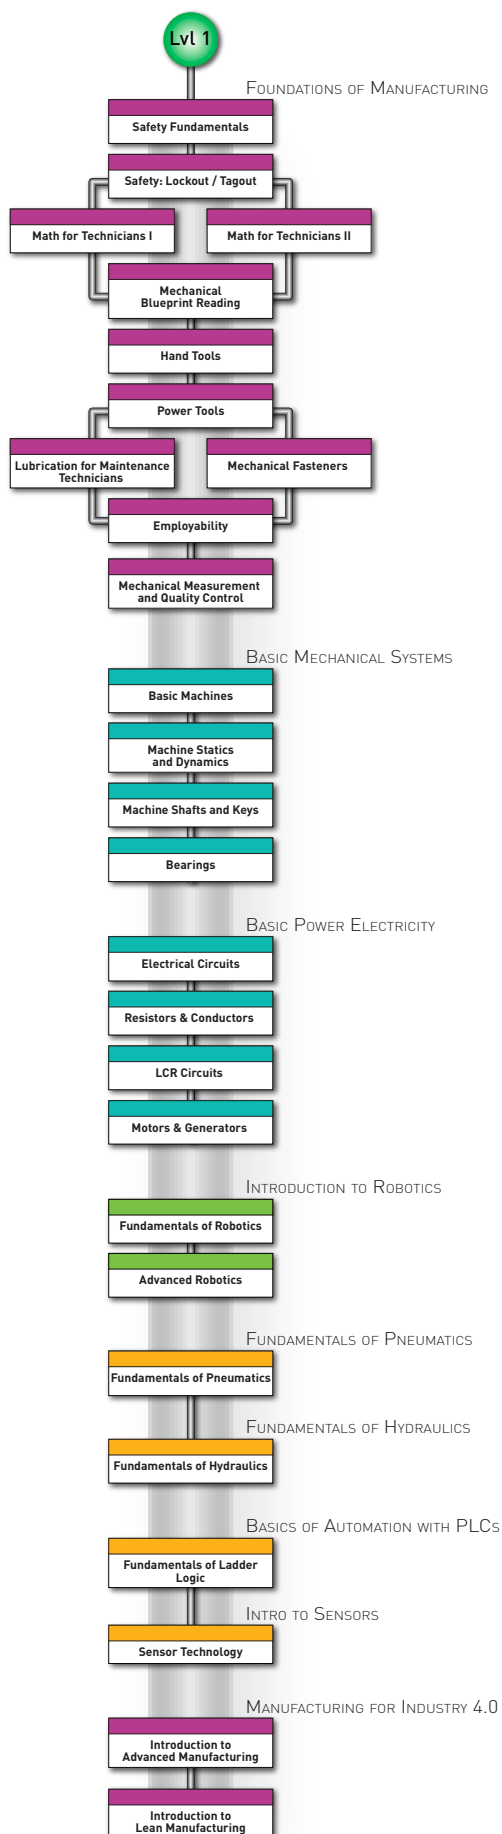 Lvl 1
Foundations of Manufacturing
Safety Fundamentals
Safety: Lockout / Tagout
Math for Technicians I
Math for Technicians II
Mechanical
Blueprint Reading
Hand Tools
Power Tools
Lubrication for Maintenance
Technicians
Mechanical Fasteners
Employability
Mechanical Measurement
and Quality Control
Basic Mechanical Systems
Basic Machines
Machine Statics
and Dynamics
Machine Shafts and Keys
Bearings
Basic Power Electricity
Electrical Circuits
Resistors & Conductors
LCR Circuits
Motors & Generators
Introduction to Robotics
Fundamentals of Robotics
Advanced Robotics
Fundamentals of Pneumatics
Fundamentals of Pneumatics
Fundamentals of Hydraulics
Fundamentals of Hydraulics
Basics of Automation with PLCs
Fundamentals of Ladder
Logic
Intro to Sensors
Sensor Technology
Manufacturing for Industry 4.0
Introduction to
Advanced Manufacturing
Introduction to
Lean Manufacturing